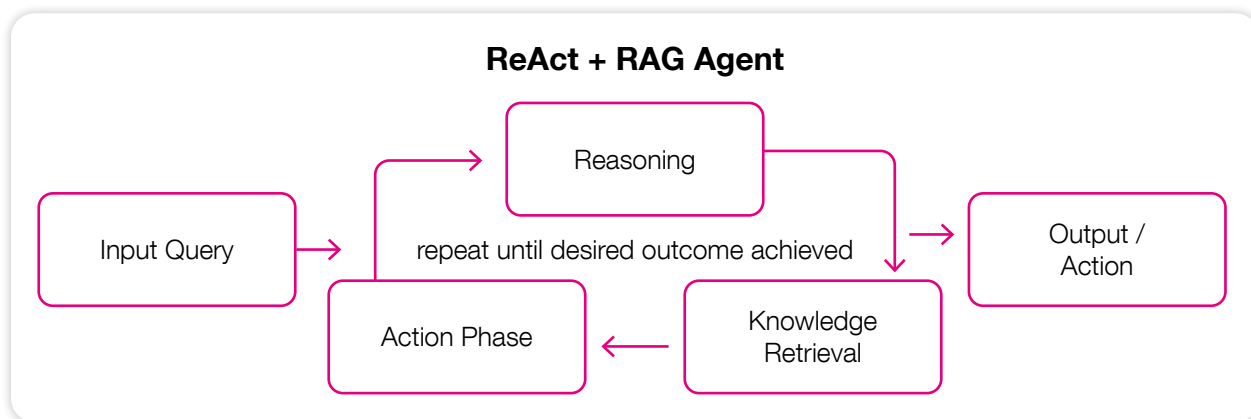 ReAct + RAG Agent
Reasoning
Input Query
repeat until desired outcome achieved
Output /
Action
Action Phase
Knowledge
Retrieval